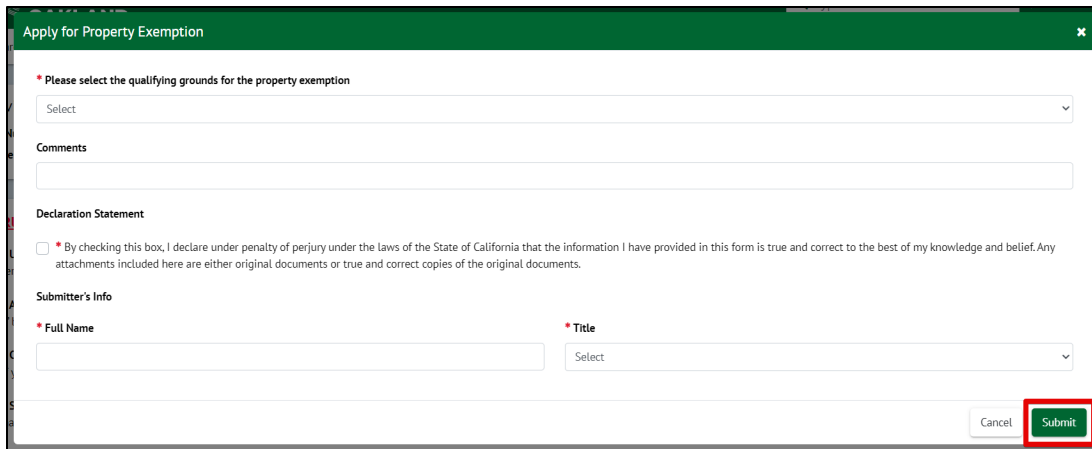 Apply for Property Exemption
* Please select the qualifying grounds for the property exemption
Select
Comments
Declaration Statement
* By checking this box, I declare under penalty of perjury under the laws of the State of California that the information I have provided in this form is true and correct to the best of my knowledge and belief. Any
attachments included here are either original documents or true and correct copies of the original documents.
Submitter's Info
* Full Name
* Title
Select
Cancel
Submit